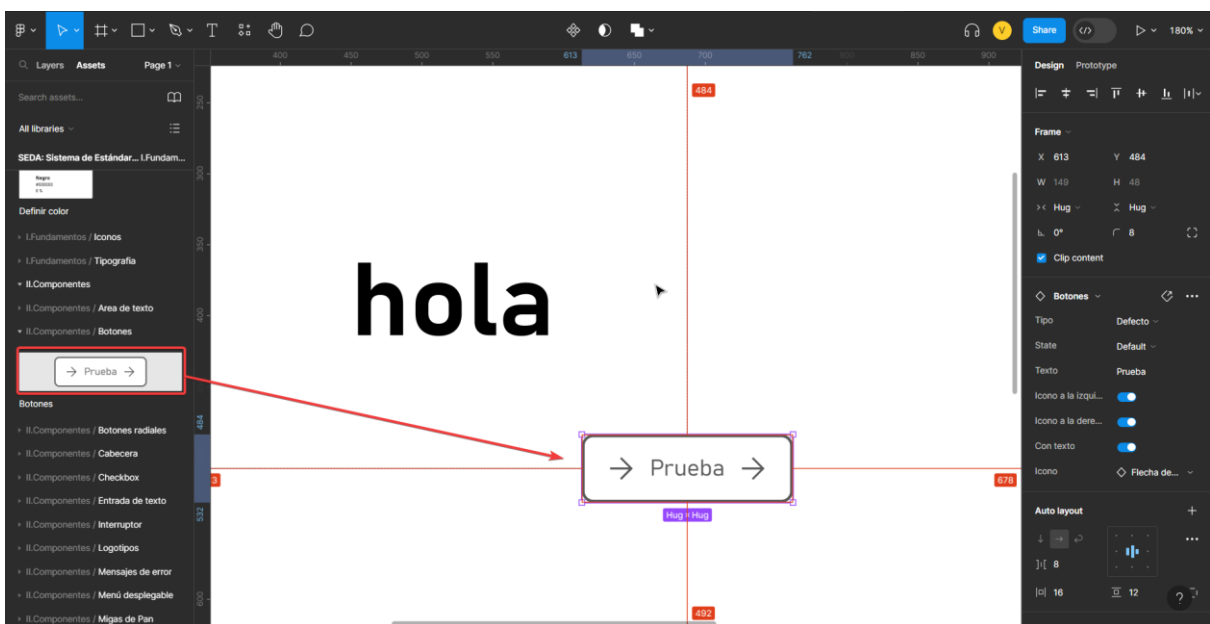 V
Share
180%
Layers Assets Page 1
400 450 500 550 613 650 700 762 800 850 900
Design Prototype
Search assets...
484
250
All libraries
Frame
X 613 Y 484
SEDA: Sistema de Estándar... I.Fundam...
300
Negro
W 149 H 48
Definir color
Hug Hug
I.Fundamentos / Iconos
0° 8
350
I.Fundamentos / Tipografía
Clip content
II.Componentes
hola
Botones
II.Componentes / Area de texto
400
Tipo Defecto
II.Componentes / Botones
State Default
Prueba
Texto Prueba
Icono a la izqui...
Botones
Icono a la dere...
484
II.Componentes / Botones radiales
Con texto
II.Componentes / Cabecera
Prueba
Icono Flecha de...
II.Componentes / Checkbox
3
678
II.Componentes / Entrada de texto
532
Hug Hug
Auto layout
II.Componentes / Interruptor
II.Componentes / Logotipos
8
II.Componentes / Mensajes de error
16 12
II.Componentes / Menú desplegable
600
?
492
II.Componentes / Migas de Pan